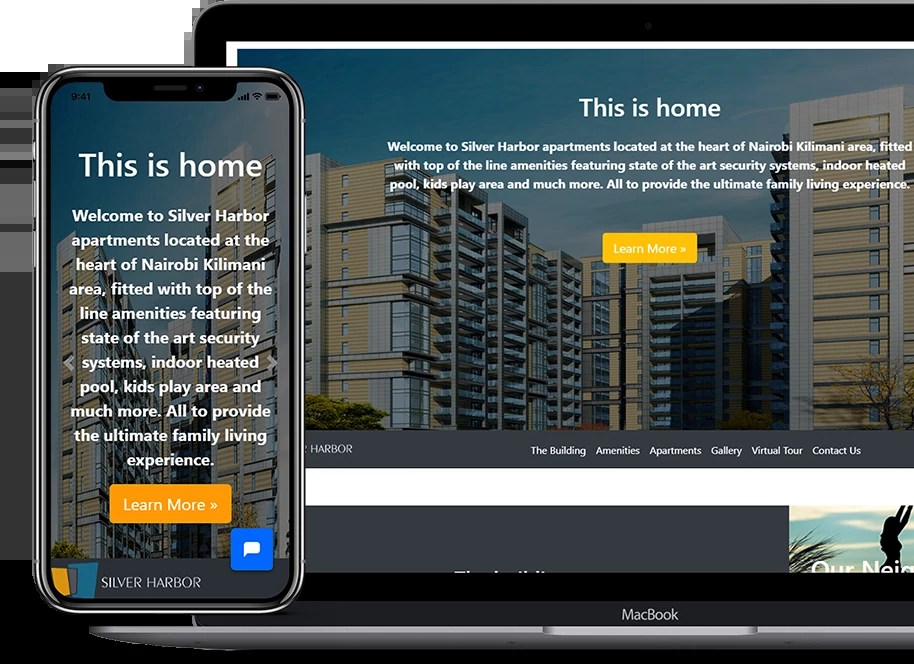 9:41
This is home
Welcome to Silver Harbor
apartments located at the
heart of Nairobi Kilimani
area, fitted with top of the
line amenities featuring
state of the art security
systems, indoor heated
pool, kids play area and
much more. All to provide
the ultimate family living
experience.
Learn More »
SILVER HARBOR
This is home
Welcome to Silver Harbor apartments located at the heart of Nairobi Kilimani area, fitted
with top of the line amenities featuring state of the art security systems, indoor heated
pool, kids play area and much more. All to provide the ultimate family living experience.
Learn More »
HARBOR
The Building Amenities Apartments Gallery Virtual Tour Contact Us
Our
MacBook